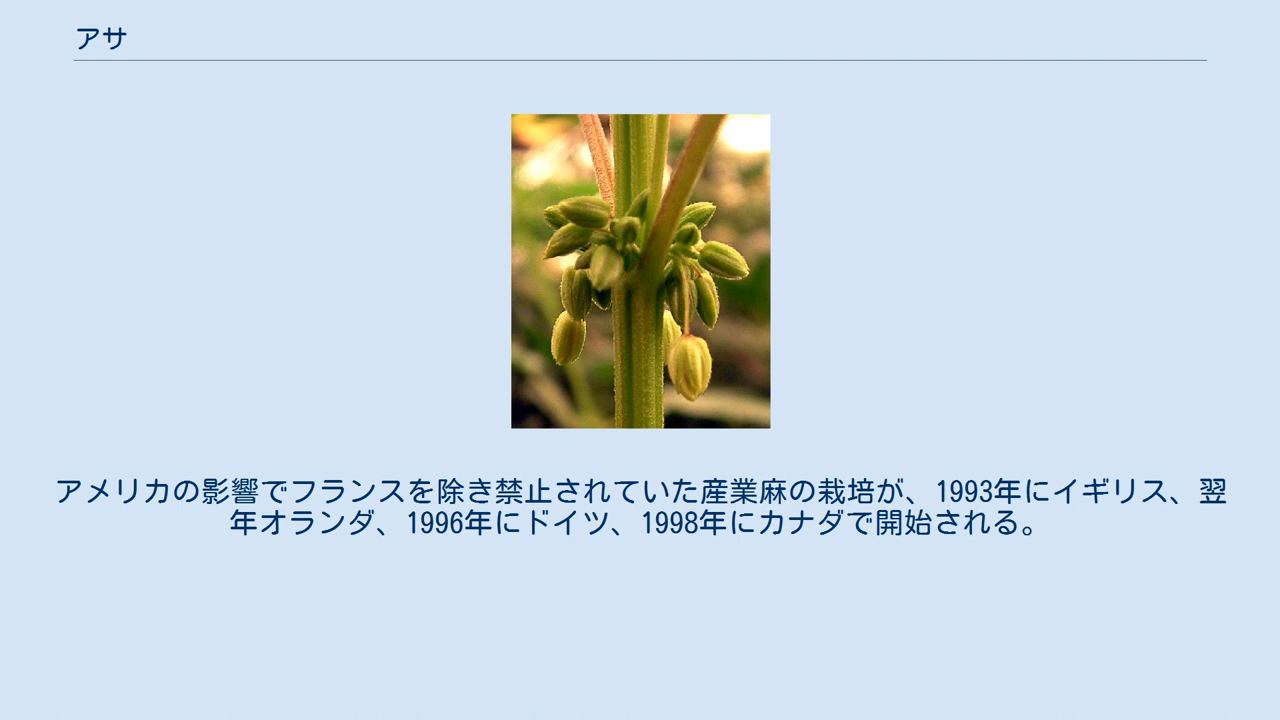 アサ
アメリカの影響でフランスを除き禁止されていた産業麻の栽培が、1993年にイギリス、翌
年オランダ、1996年にドイツ、1998年にカナダで開始される。